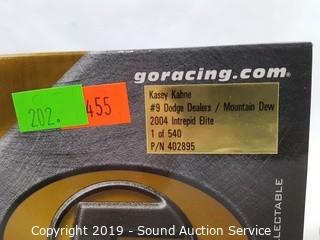 goracing.com®
202.
455
Kasey Kahne
#9 Dodge Dealers / Mountain Dew
2004 Intrepid Elite
1 of 540
P/N 402895
LECTABLE
Copyright 2019 - Sound Auction Service